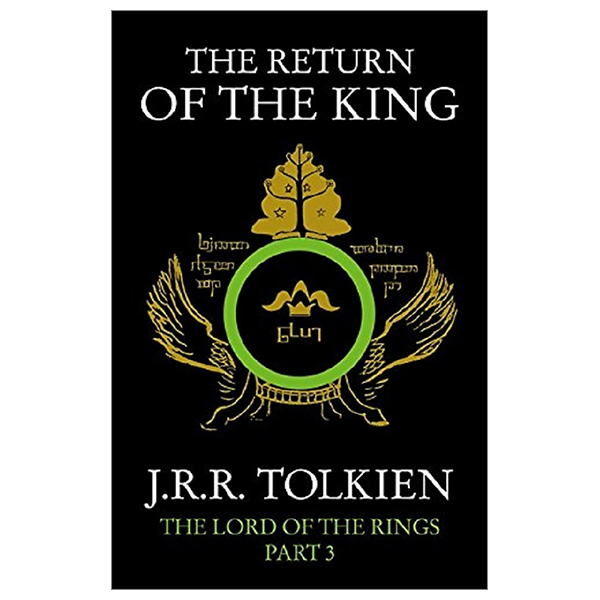 THE RETURN
OF THE KING
J.R.R. TOLKIEN
THE LORD OF THE RINGS
PART 3